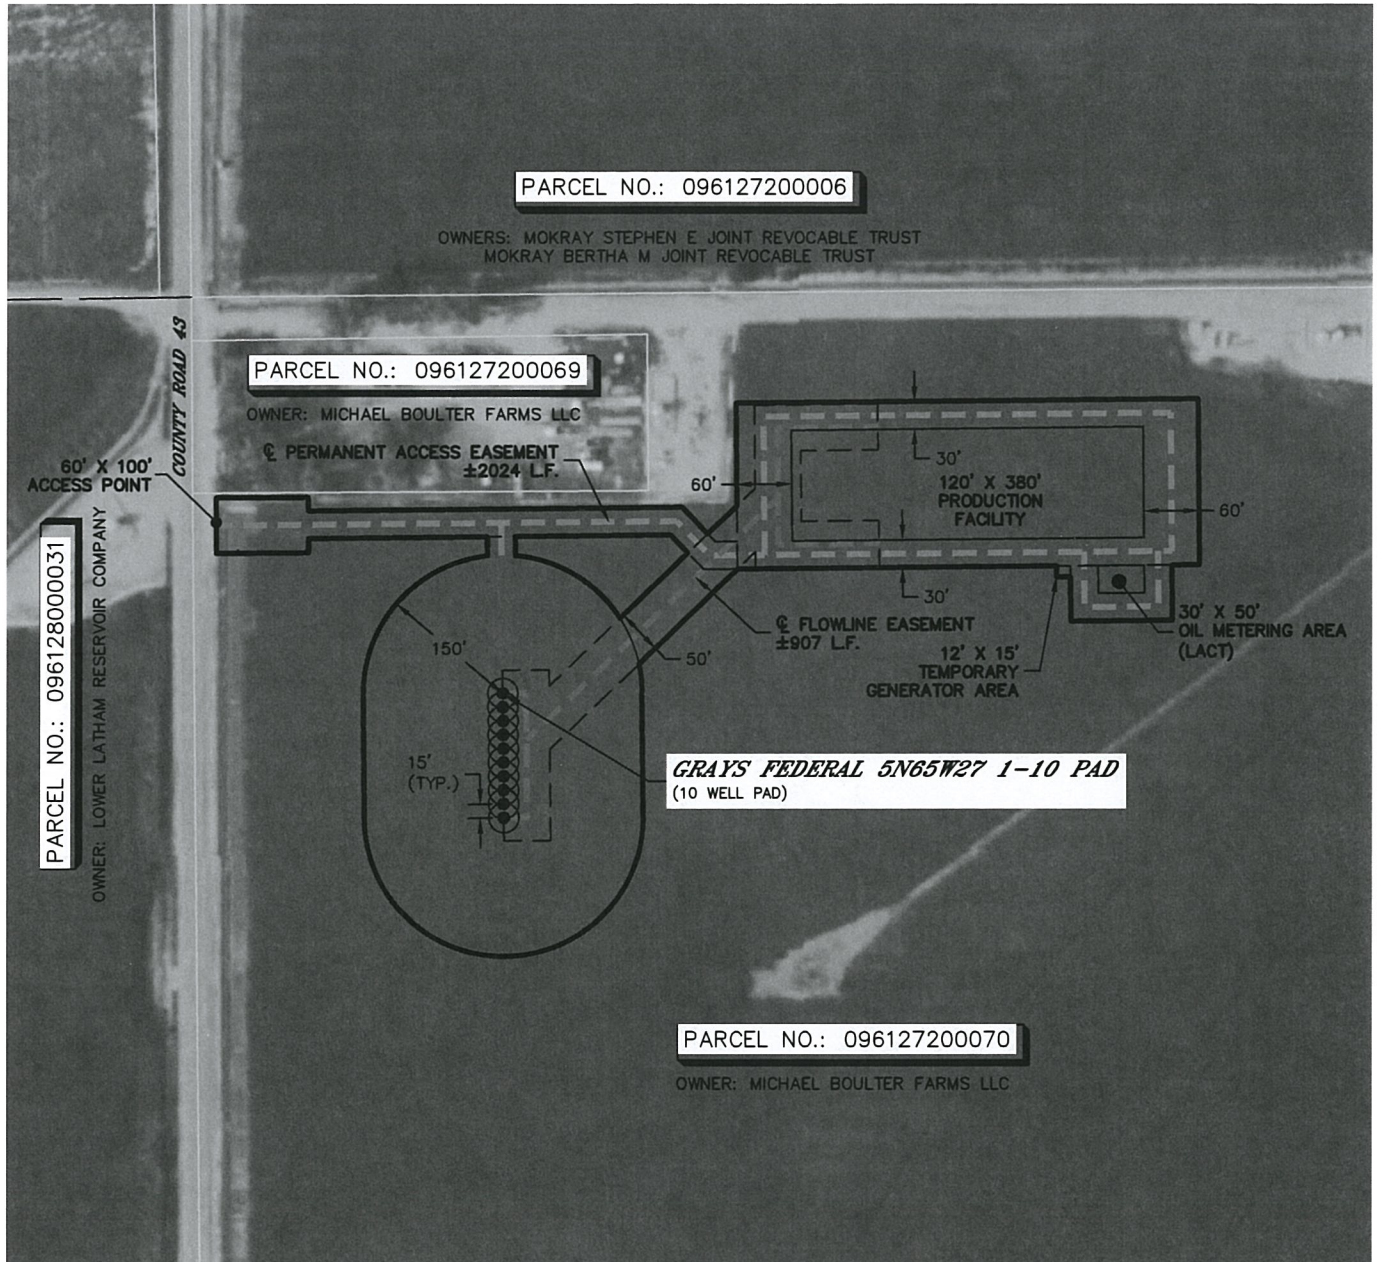 PARCEL NO.: 096127200006
OWNERS: MOKRAY STEPHEN E JOINT REVOCABLE TRUST
MOKRAY BERTHA M JOINT REVOCABLE TRUST
COUNTY ROAD 43
PARCEL NO.: 096127200069
OWNER: MICHAEL BOULTER FARMS LLC
℄ PERMANENT ACCESS EASEMENT
±2024 L.F.
60' X 100'
ACCESS POINT
PARCEL NO.: 096128000031
OWNER: LOWER LATHAM RESERVOIR COMPANY
30'
60'
120' X 380'
PRODUCTION
FACILITY
60'
30'
℄ FLOWLINE EASEMENT
±907 L.F.
12' X 15'
TEMPORARY
GENERATOR AREA
30' X 50'
OIL METERING AREA
(LACT)
150'
50'
15'
(TYP.)
GRAYS FEDERAL 5N65W27 1-10 PAD
(10 WELL PAD)
PARCEL NO.: 096127200070
OWNER: MICHAEL BOULTER FARMS LLC